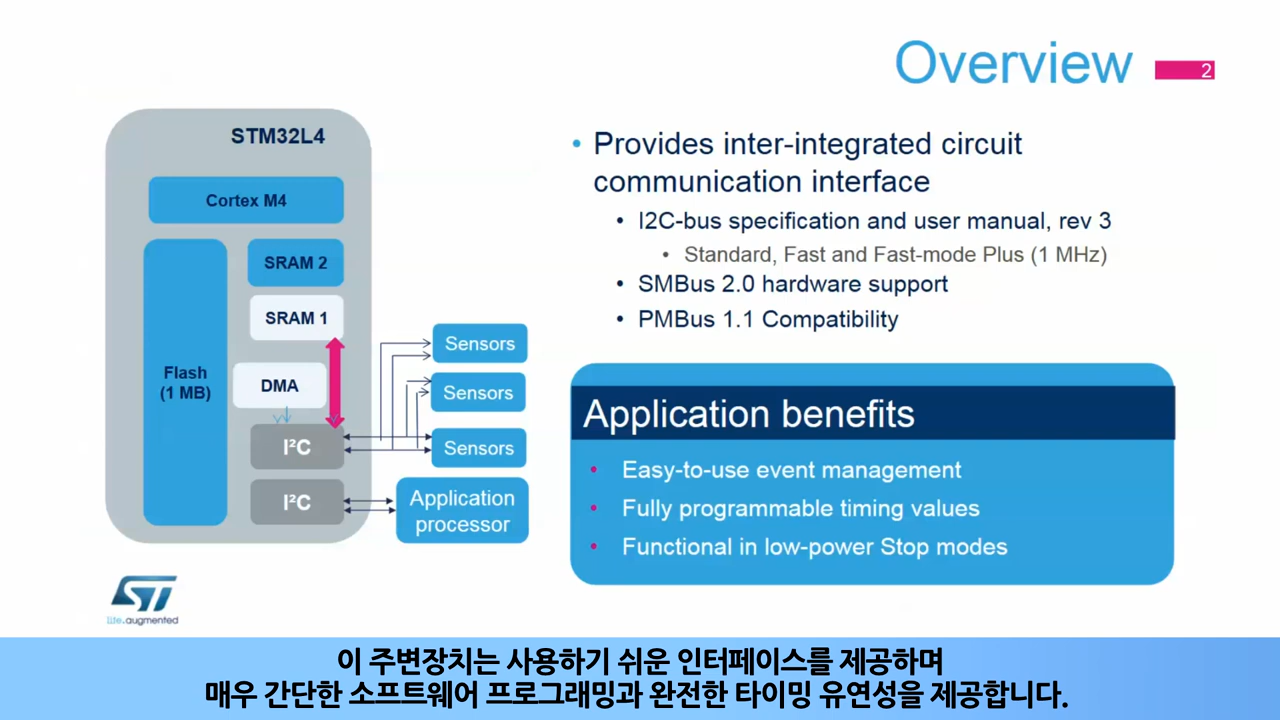 Overview
2
STM32L4
Cortex M4
SRAM 2
SRAM 1
Flash
(1 MB)
DMA
I²C
I²C
Sensors
Sensors
Sensors
Application
processor
• Provides inter-integrated circuit
communication interface
• I2C-bus specification and user manual, rev 3
• Standard, Fast and Fast-mode Plus (1 MHz)
• SMBus 2.0 hardware support
• PMBus 1.1 Compatibility
Application benefits
• Easy-to-use event management
• Fully programmable timing values
• Functional in low-power Stop modes
ST
life.augmented
이 주변장치는 사용하기 쉬운 인터페이스를 제공하며
매우 간단한 소프트웨어 프로그래밍과 완전한 타이밍 유연성을 제공합니다.